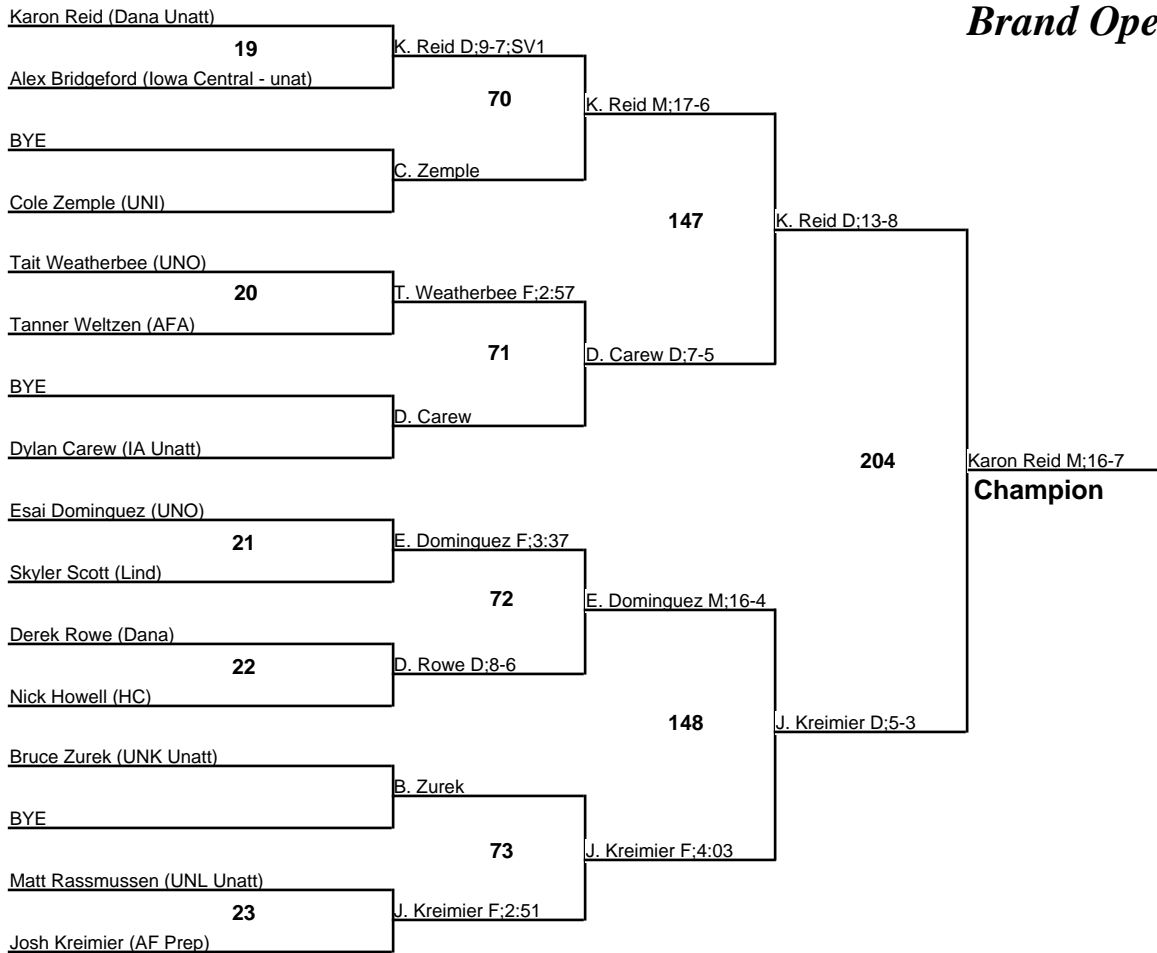 Brand Ope
Karon Reid (Dana Unatt)
19
K. Reid D;9-7;SV1
Alex Bridgeford (Iowa Central - unat)
70
K. Reid M;17-6
BYE
C. Zemple
Cole Zemple (UNI)
147
K. Reid D;13-8
Tait Weatherbee (UNO)
20
T. Weatherbee F;2:57
Tanner Weltzen (AFA)
71
D. Carew D;7-5
BYE
D. Carew
Dylan Carew (IA Unatt)
204
Karon Reid M;16-7
Champion
Esai Dominguez (UNO)
21
E. Dominguez F;3:37
Skyler Scott (Lind)
72
E. Dominguez M;16-4
Derek Rowe (Dana)
22
D. Rowe D;8-6
Nick Howell (HC)
148
J. Kreimier D;5-3
Bruce Zurek (UNK Unatt)
B. Zurek
BYE
73
J. Kreimier F;4:03
Matt Rassmussen (UNL Unatt)
23
J. Kreimier F;2:51
Josh Kreimier (AF Prep)